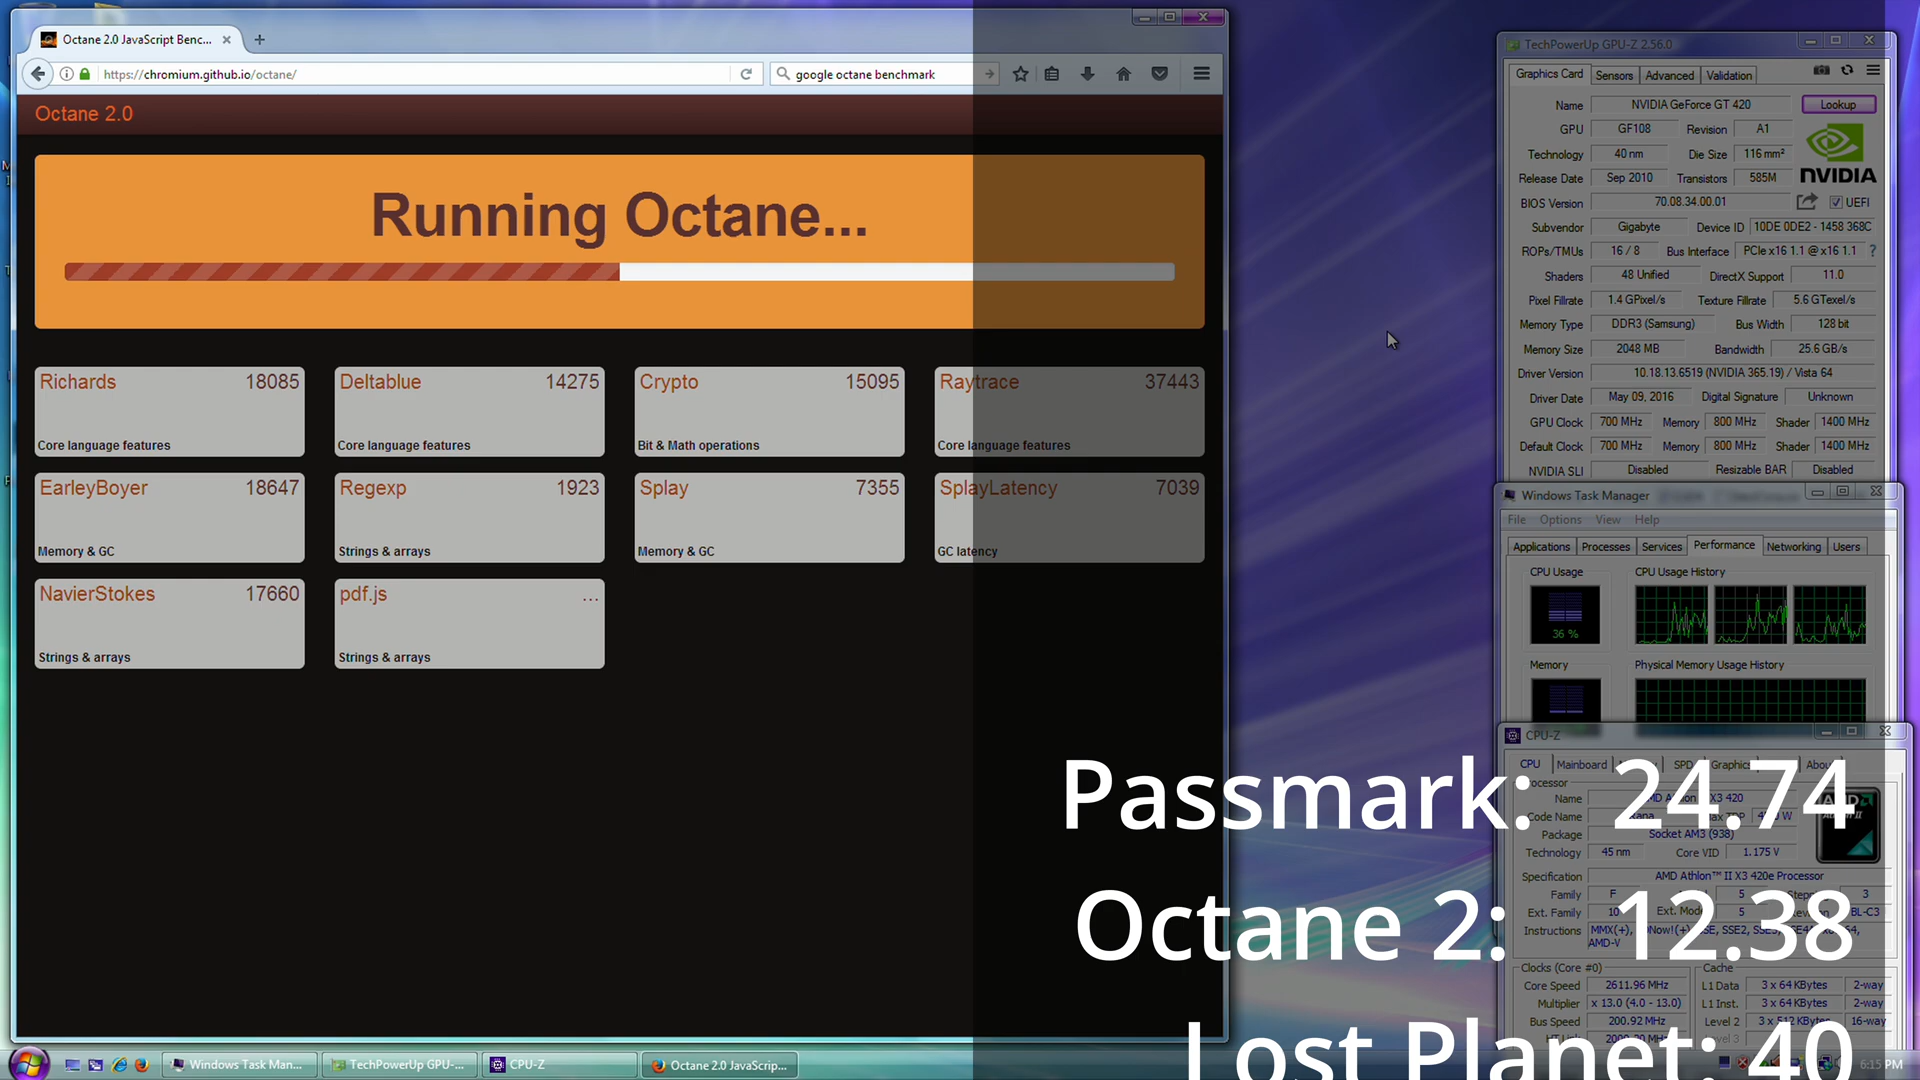 Octane 2.0 JavaScript Benc...
https://chromium.github.io/octane/
google octane benchmark
Octane 2.0
Running Octane...
Richards 18085
Core language features
Deltablue 14275
Core language features
Crypto 15095
Bit & Math operations
Raytrace 37443
Core language features
EarleyBoyer 18647
Memory & GC
Regexp 1923
Strings & arrays
Splay 7355
Memory & GC
SplayLatency 7039
GC latency
NavierStokes 17660
Strings & arrays
pdf.js ...
Strings & arrays
TechPowerUp GPU-Z 2.56.0
Graphics Card Sensors Advanced Validation
Name NVIDIA GeForce GT 420 Lookup
GPU GF108 Revision A1
Technology 40 nm Die Size 116 mm²
NVIDIA
Release Date Sep 2010 Transistors 585M
BIOS Version 70.08.34.00.01 UEFI
Subvendor Gigabyte Device ID 10DE 0DE2 - 1458 368C
ROPs/TMUs 16 / 8 Bus Interface PCIe x16 1.1 @ x16 1.1 ?
Shaders 48 Unified DirectX Support 11.0
Pixel Fillrate 1.4 GPixel/s Texture Fillrate 5.6 GTexel/s
Memory Type DDR3 (Samsung) Bus Width 128 bit
Memory Size 2048 MB Bandwidth 25.6 GB/s
Driver Version 10.18.13.6519 (NVIDIA 365.19) / Vista 64
Driver Date May 09, 2016 Digital Signature Unknown
GPU Clock 700 MHz Memory 800 MHz Shader 1400 MHz
Default Clock 700 MHz Memory 800 MHz Shader 1400 MHz
NVIDIA SLI Disabled Resizable BAR Disabled
Windows Task Manager
File Options View Help
Applications Processes Services Performance Networking Users
CPU Usage CPU Usage History
36 %
Memory Physical Memory Usage History
CPU-Z
CPU Mainboard SPD Graphics
Name X3 420
Code Name
Package Socket AM3 (938)
Technology 45 nm Core VID 1.175 V
Specification AMD Athlon™ II X3 420e Processor
Family F 5 3
Ext. Family 10 5 BL-C3
Instructions MMX(+), SSE2,
AMD-V
Clocks (Core #0) Cache
Core Speed 2611.96 MHz L1 Data 3 x 64 KBytes 2-way
Multiplier x 13.0 (4.0 - 13.0) L1 Inst. 3 x 64 KBytes 2-way
Bus Speed 200.92 MHz Level 2 3 x 512 KBytes 16-way
Passmark: 24.74
Octane 2: 12.38
Lost Planet: 40
Windows Task Man...
TechPowerUp GPU-...
CPU-Z
Octane 2.0 JavaScrip...
6:15 PM